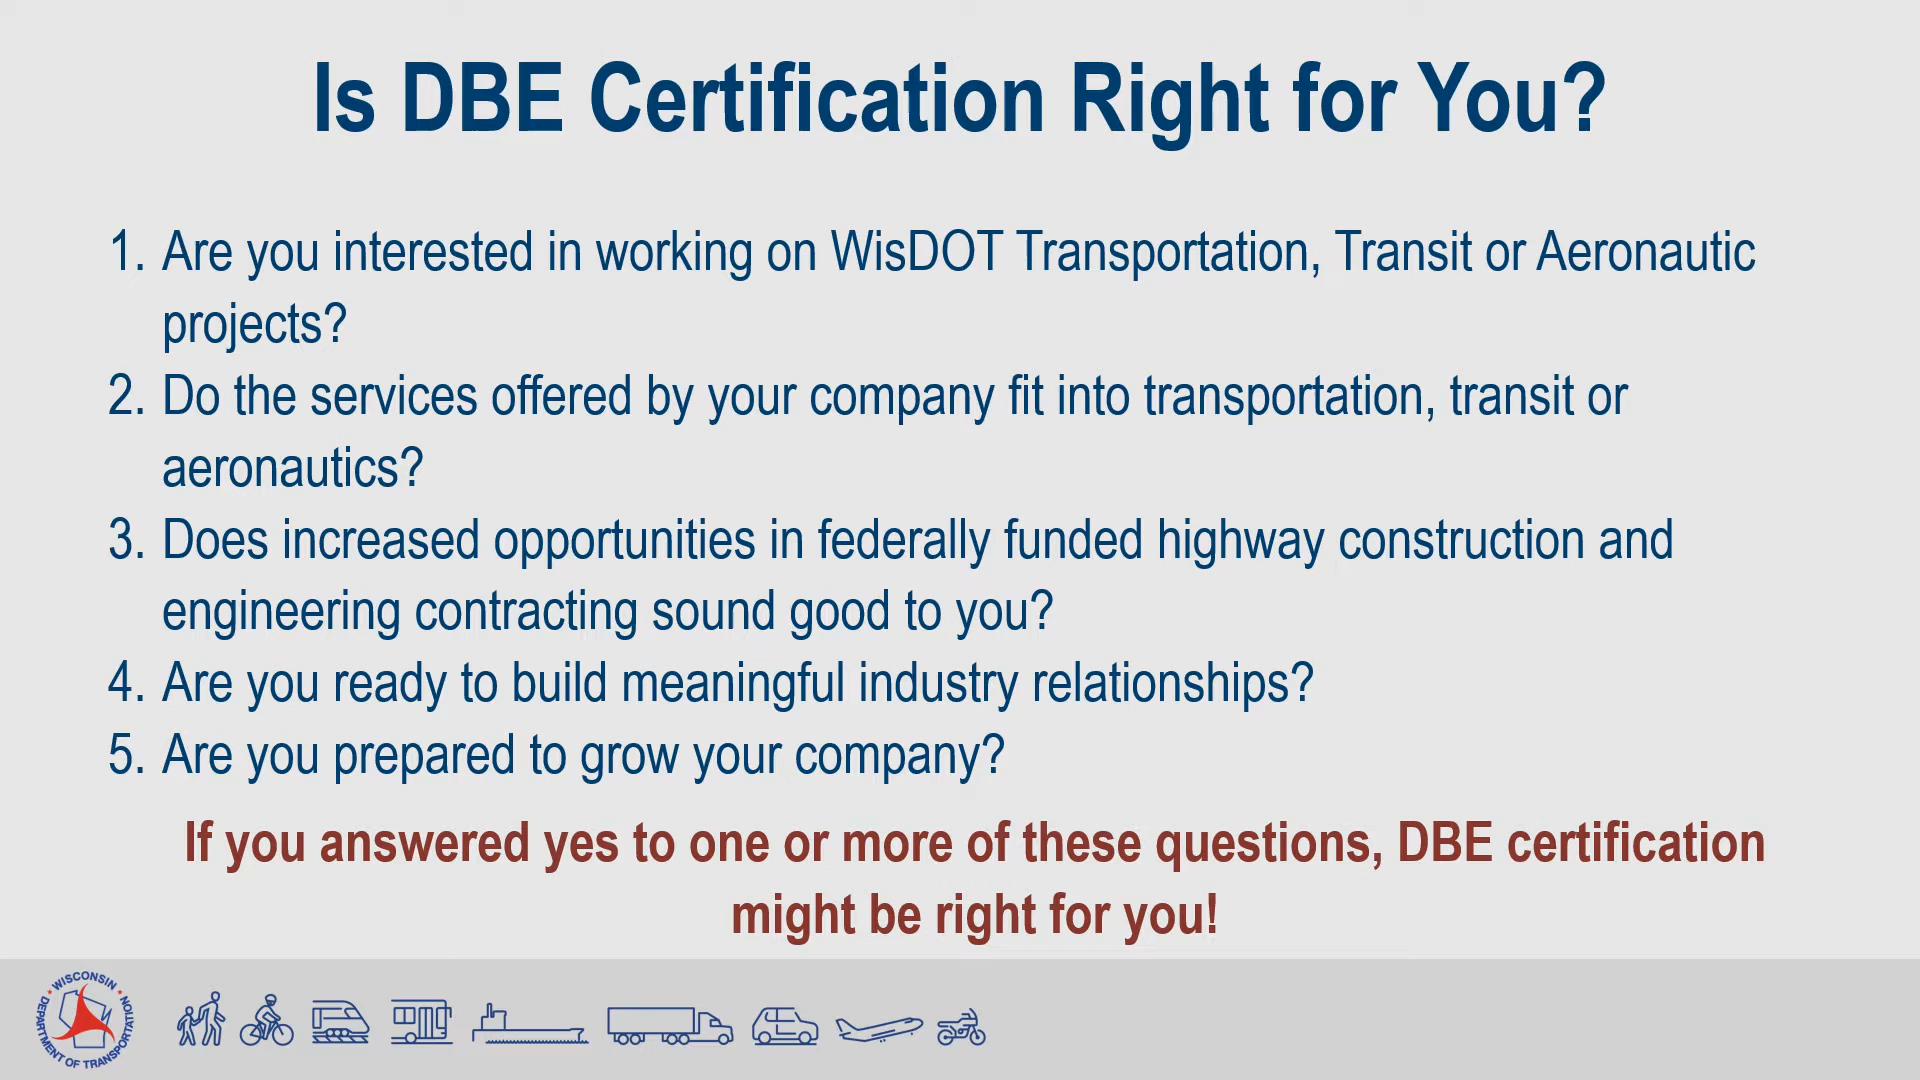 Is DBE Certification Right for You?
1. Are you interested in working on WisDOT Transportation, Transit or Aeronautic
projects?
2. Do the services offered by your company fit into transportation, transit or
aeronautics?
3. Does increased opportunities in federally funded highway construction and
engineering contracting sound good to you?
4. Are you ready to build meaningful industry relationships?
5. Are you prepared to grow your company?
If you answered yes to one or more of these questions, DBE certification
might be right for you!
WISCONSIN
DEPARTMENT OF TRANSPORTATION